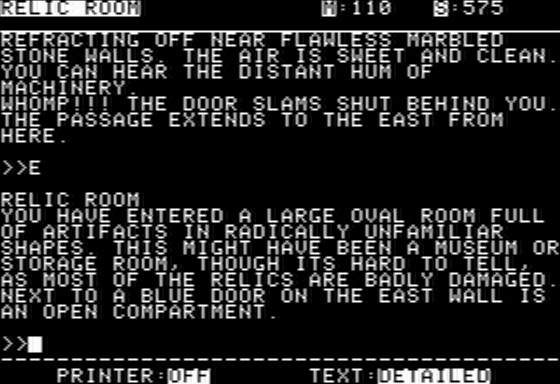 RELIC ROOM M:110 S:575
REFRACTING OFF NEAR FLAWLESS MARBLED
STONE WALLS. THE AIR IS SWEET AND CLEAN.
YOU CAN HEAR THE DISTANT HUM OF
MACHINERY.
WHOMP!!! THE DOOR SLAMS SHUT BEHIND YOU.
THE PASSAGE EXTENDS TO THE EAST FROM
HERE.
>>E
RELIC ROOM
YOU HAVE ENTERED A LARGE OVAL ROOM FULL
OF ARTIFACTS IN RADICALLY UNFAMILIAR
SHAPES. THIS MIGHT HAVE BEEN A MUSEUM OR
STORAGE ROOM, THOUGH ITS HARD TO TELL,
AS MOST OF THE RELICS ARE BADLY DAMAGED.
NEXT TO A BLUE DOOR ON THE EAST WALL IS
AN OPEN COMPARTMENT.
>>
PRINTER:OFF TEXT:DETAILED